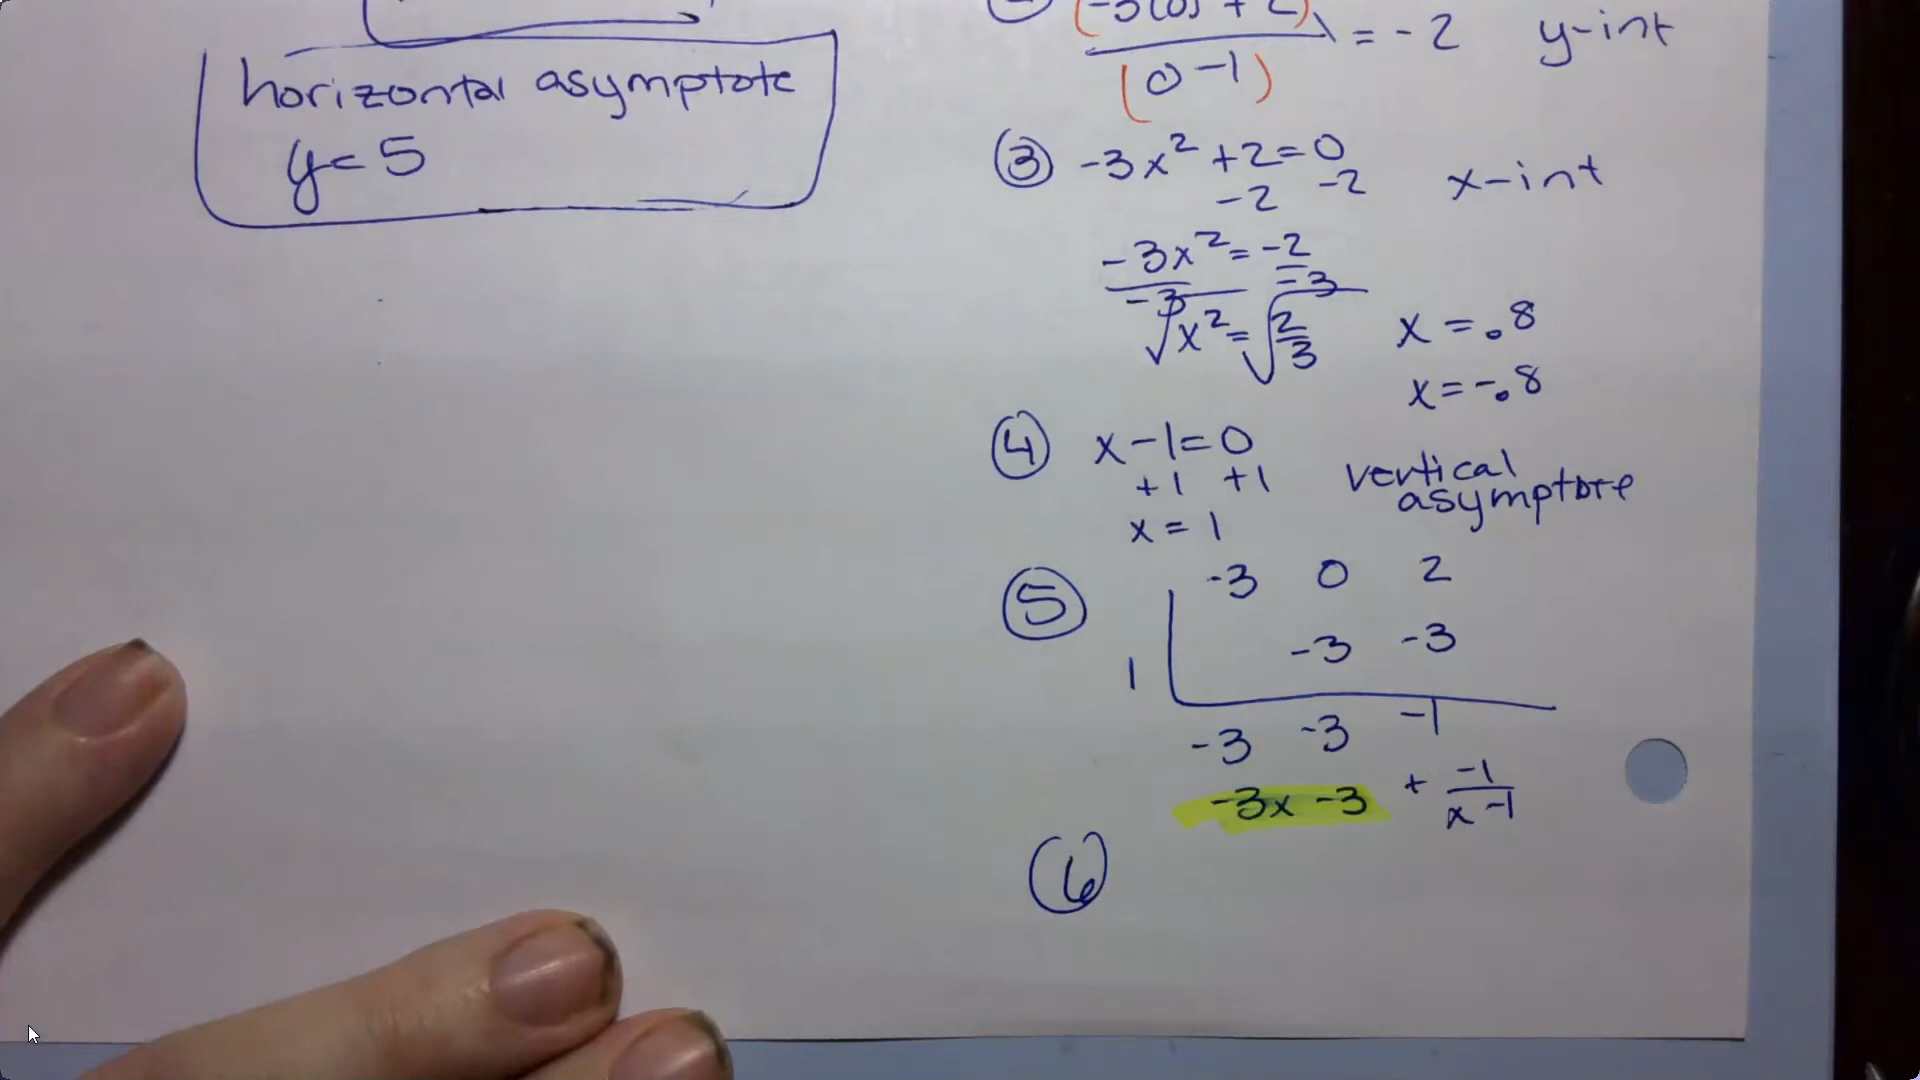 horizontal asymptote
y = 5
(0 - 1) = -2 y-int
③ -3x² + 2 = 0
-2 -2 x-int
-3x² = -2
-3 -3
√x² = √2/3 x = .8
x = -.8
④ x - 1 = 0
+1 +1 vertical
asymptote
x = 1
⑤ -3 0 2
-3 -3
1
-3 -3 -1
-3x - 3 + -1/x - 1
⑥